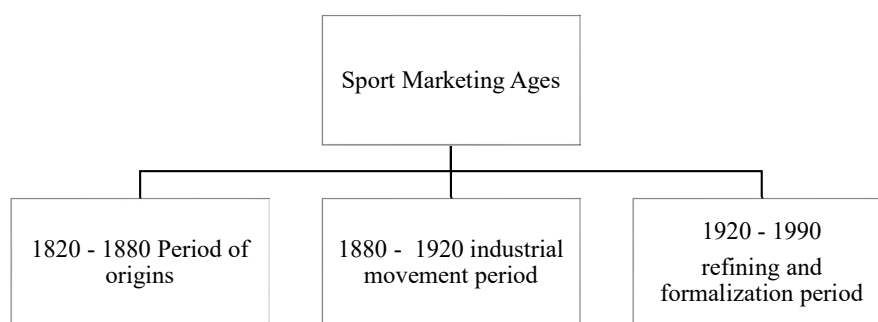 Sport Marketing Ages
1820 - 1880 Period of
origins
1880 -  1920 industrial
movement period
1920 - 1990
refining and
formalization period